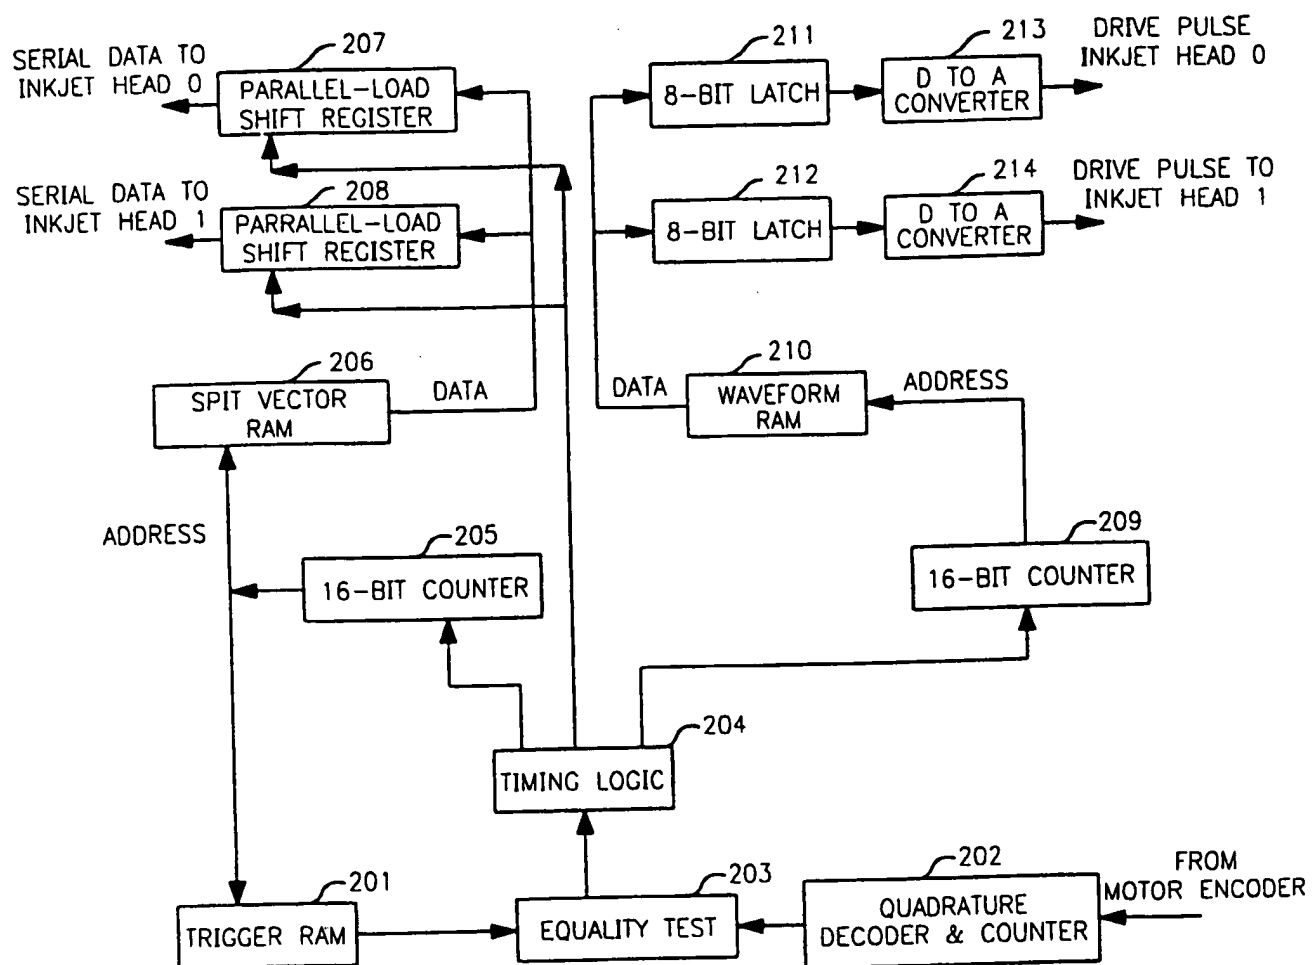 207
SERIAL DATA TO
INKJET HEAD 0
PARALLEL-LOAD
SHIFT REGISTER
211
8-BIT LATCH
213
D TO A
CONVERTER
DRIVE PULSE
INKJET HEAD 0
208
SERIAL DATA TO
INKJET HEAD 1
PARRALLEL-LOAD
SHIFT REGISTER
212
8-BIT LATCH
214
D TO A
CONVERTER
DRIVE PULSE TO
INKJET HEAD 1
206
SPIT VECTOR
RAM
DATA
210
DATA
WAVEFORM
RAM
ADDRESS
ADDRESS
205
16-BIT COUNTER
209
16-BIT COUNTER
204
TIMING LOGIC
201
TRIGGER RAM
203
EQUALITY TEST
202
QUADRATURE
DECODER & COUNTER
FROM
MOTOR ENCODER